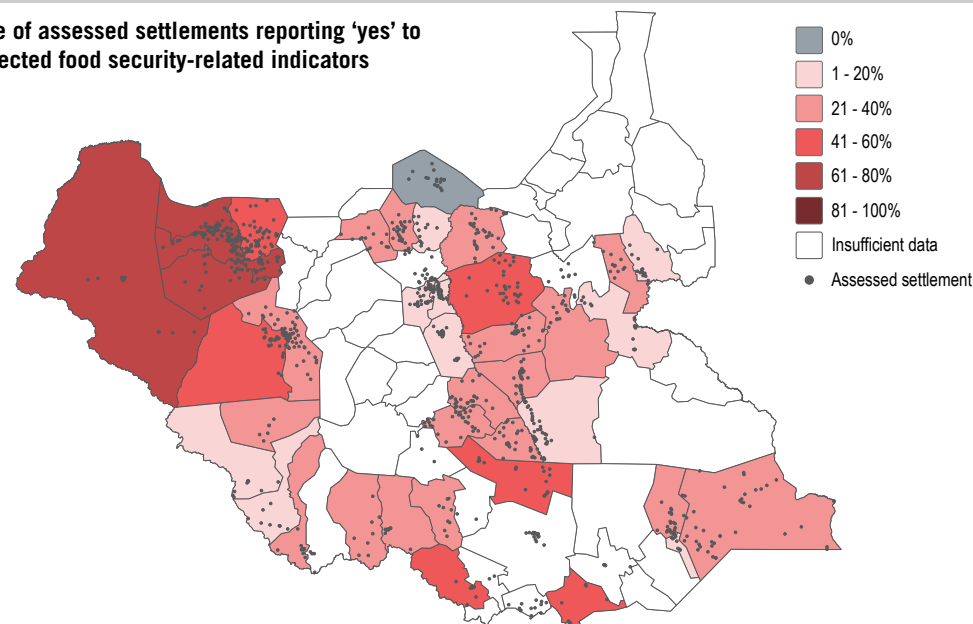 of assessed settlements reporting ‘yes’ to
food security-related indicators
0%
1 - 20%
21 - 40%
41 - 60%
61 - 80%
81 - 100%
Insufficient data
Assessed settlement